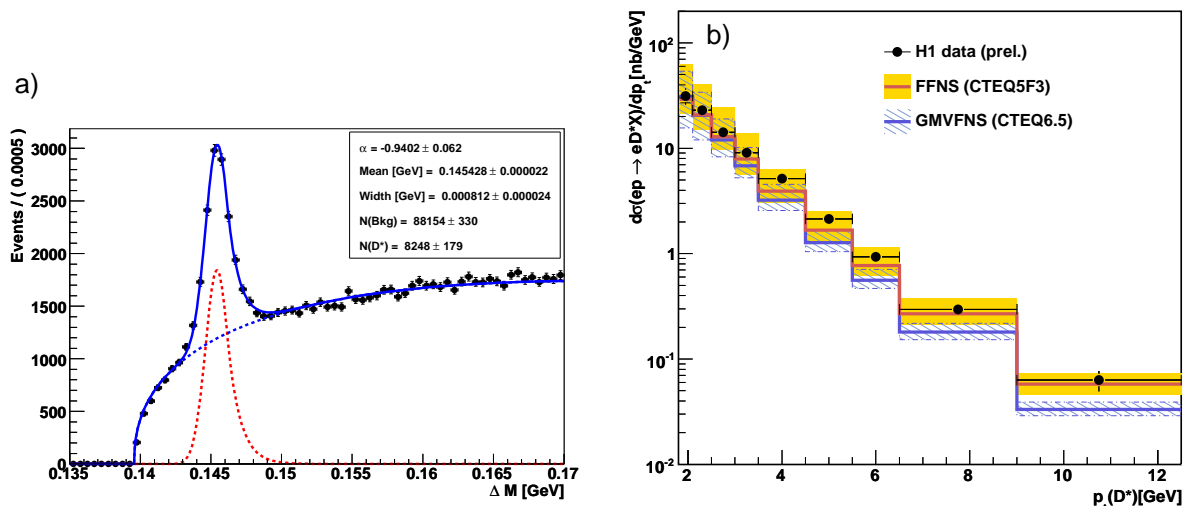 a)
Events / ( 0.0005 )
3000
2500
2000
1500
1000
500
0
0.135 0.14 0.145 0.15 0.155 0.16 0.165 0.17
Δ M [GeV]
α = -0.9402 ± 0.062
Mean [GeV] = 0.145428 ± 0.000022
Width [GeV] = 0.000812 ± 0.000024
N(Bkg) = 88154 ± 330
N(D*) = 8248 ± 179
b)
dσ(ep → eD*X)/dpt[nb/GeV]
10²
10
1
10⁻¹
10⁻²
2 4 6 8 10 12
pt(D*)[GeV]
H1 data (prel.)
FFNS (CTEQ5F3)
GMVFNS (CTEQ6.5)